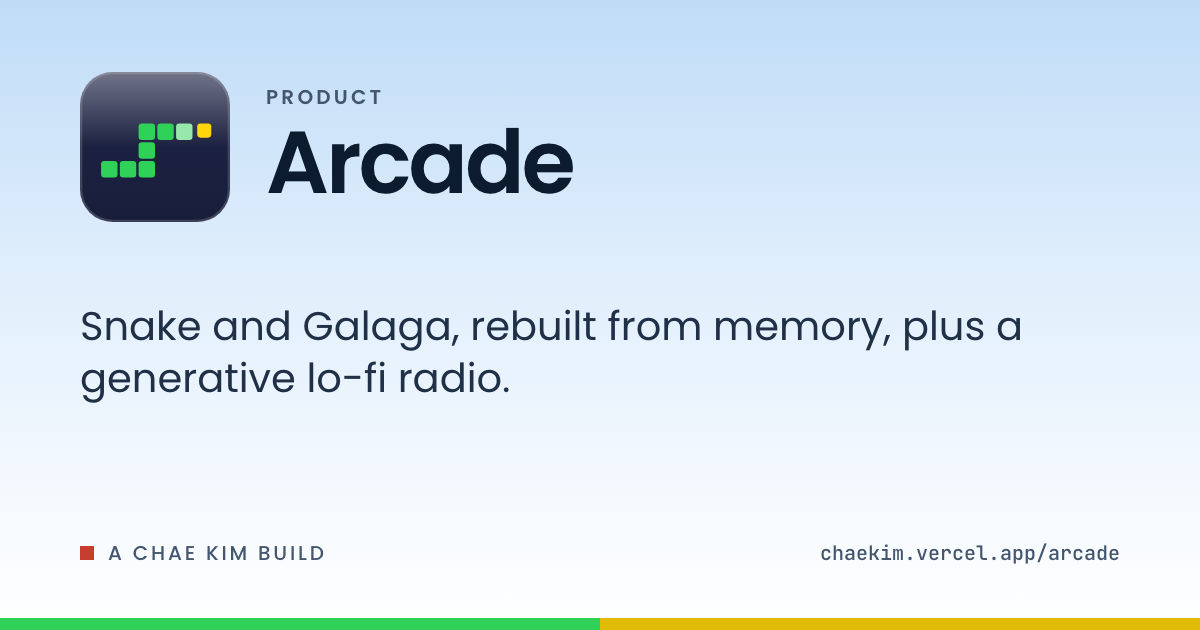 PRODUCT
Arcade
Snake and Galaga, rebuilt from memory, plus a
generative lo-fi radio.
A CHAE KIM BUILD
chaekim.vercel.app/arcade